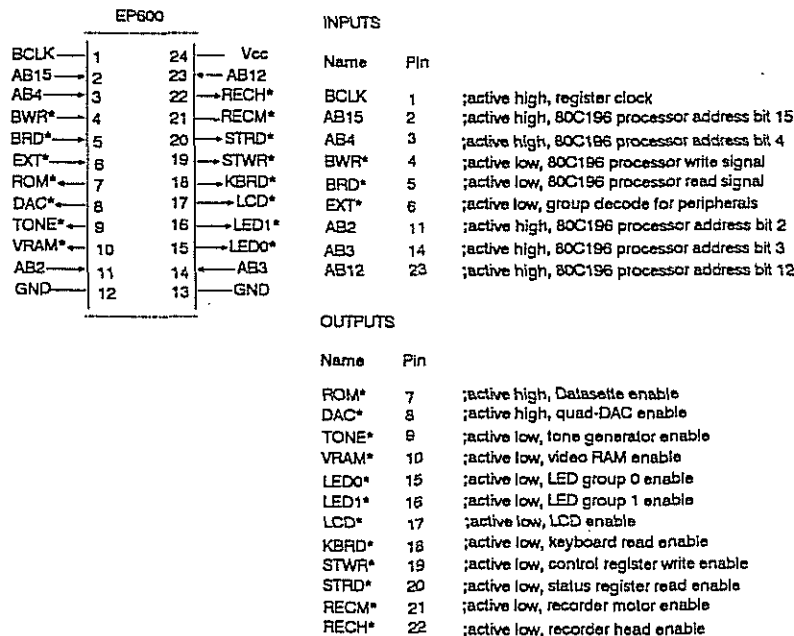 EP600
BCLK 1 24 Vcc
AB15 2 23 AB12
AB4 3 22 RECH*
BWR* 4 21 RECM*
BRD* 5 20 STRD*
EXT* 6 19 STWR*
ROM* 7 18 KBRD*
DAC* 8 17 LCD*
TONE* 9 16 LED1*
VRAM* 10 15 LED0*
AB2 11 14 AB3
GND 12 13 GND
INPUTS
Name Pin
BCLK 1 ;active high, register clock
AB15 2 ;active high, 80C196 processor address bit 15
AB4 3 ;active high, 80C196 processor address bit 4
BWR* 4 ;active low, 80C196 processor write signal
BRD* 5 ;active low, 80C196 processor read signal
EXT* 6 ;active low, group decode for peripherals
AB2 11 ;active high, 80C196 processor address bit 2
AB3 14 ;active high, 80C196 processor address bit 3
AB12 23 ;active high, 80C196 processor address bit 12
OUTPUTS
Name Pin
ROM* 7 ;active high, Datasette enable
DAC* 8 ;active high, quad-DAC enable
TONE* 9 ;active low, tone generator enable
VRAM* 10 ;active low, video RAM enable
LED0* 15 ;active low, LED group 0 enable
LED1* 16 ;active low, LED group 1 enable
LCD* 17 ;active low, LCD enable
KBRD* 18 ;active low, keyboard read enable
STWR* 19 ;active low, control register write enable
STRD* 20 ;active low, status register read enable
RECM* 21 ;active low, recorder motor enable
RECH* 22 ;active low, recorder head enable